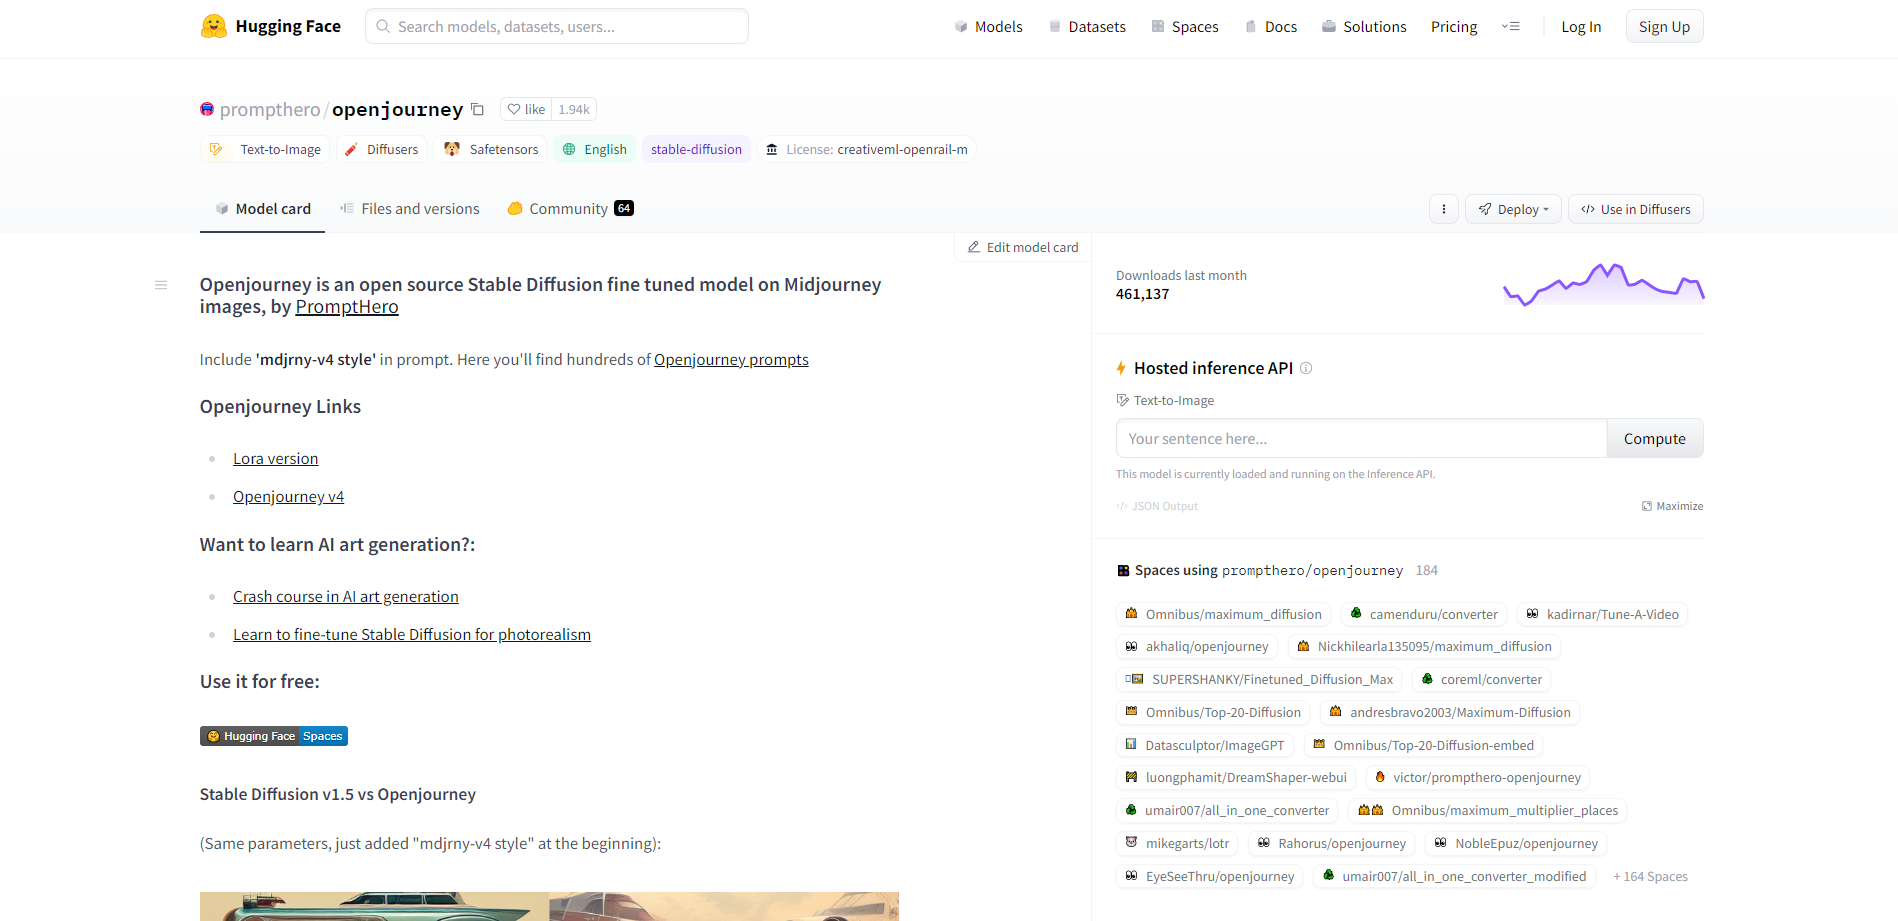 Hugging Face
Search models, datasets, users...
Models
Datasets
Spaces
Docs
Solutions
Pricing
Log In
Sign Up
prompthero/openjourney
like 1.94k
Text-to-Image
Diffusers
Safetensors
English
stable-diffusion
License: creativeml-openrail-m
Model card
Files and versions
Community 64
Deploy
</> Use in Diffusers
Edit model card
Openjourney is an open source Stable Diffusion fine tuned model on Midjourney
images, by PromptHero
Include 'mdjrny-v4 style' in prompt. Here you'll find hundreds of Openjourney prompts
Openjourney Links
Lora version
Openjourney v4
Want to learn AI art generation?:
Crash course in AI art generation
Learn to fine-tune Stable Diffusion for photorealism
Use it for free:
Hugging Face Spaces
Stable Diffusion v1.5 vs Openjourney
(Same parameters, just added "mdjrny-v4 style" at the beginning):
Downloads last month
461,137
Hosted inference API
Text-to-Image
Your sentence here...
Compute
This model is currently loaded and running on the Inference API.
</> JSON Output
Maximize
Spaces using prompthero/openjourney 184
Omnibus/maximum_diffusion
camenduru/converter
kadirnar/Tune-A-Video
akhaliq/openjourney
Nickhilearla135095/maximum_diffusion
SUPERSHANKY/Finetuned_Diffusion_Max
coreml/converter
Omnibus/Top-20-Diffusion
andresbravo2003/Maximum-Diffusion
Datasculptor/ImageGPT
Omnibus/Top-20-Diffusion-embed
luongphamit/DreamShaper-webui
victor/prompthero-openjourney
umair007/all_in_one_converter
Omnibus/maximum_multiplier_places
mikegarts/lotr
Rahorus/openjourney
NobleEpuz/openjourney
EyeSeeThru/openjourney
umair007/all_in_one_converter_modified
+ 164 Spaces